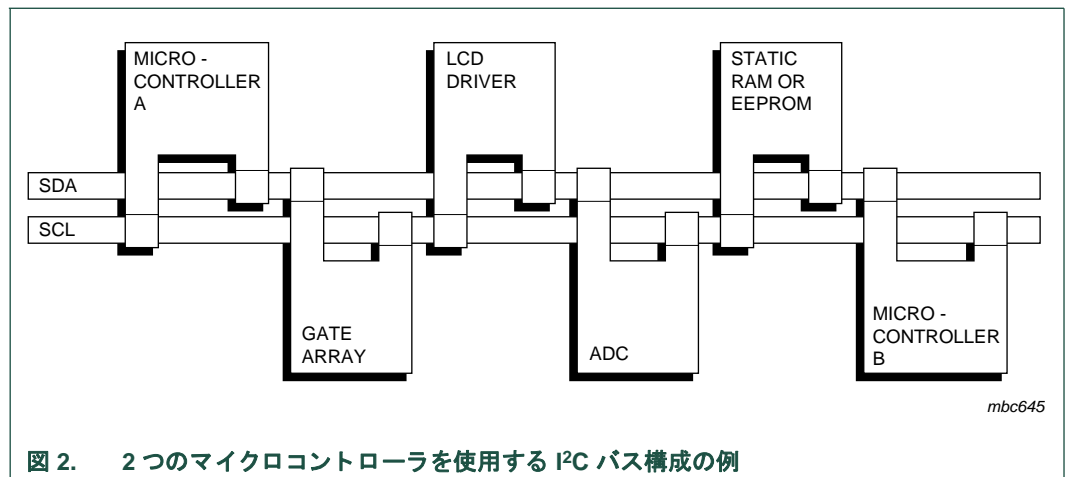 MICRO -
CONTROLLER
A
LCD
DRIVER
STATIC
RAM OR
EEPROM
SDA
SCL
GATE
ARRAY
ADC
MICRO -
CONTROLLER
B
mbc645
図 2. 2 つのマイクロコントローラを使用する I²C バス構成の例